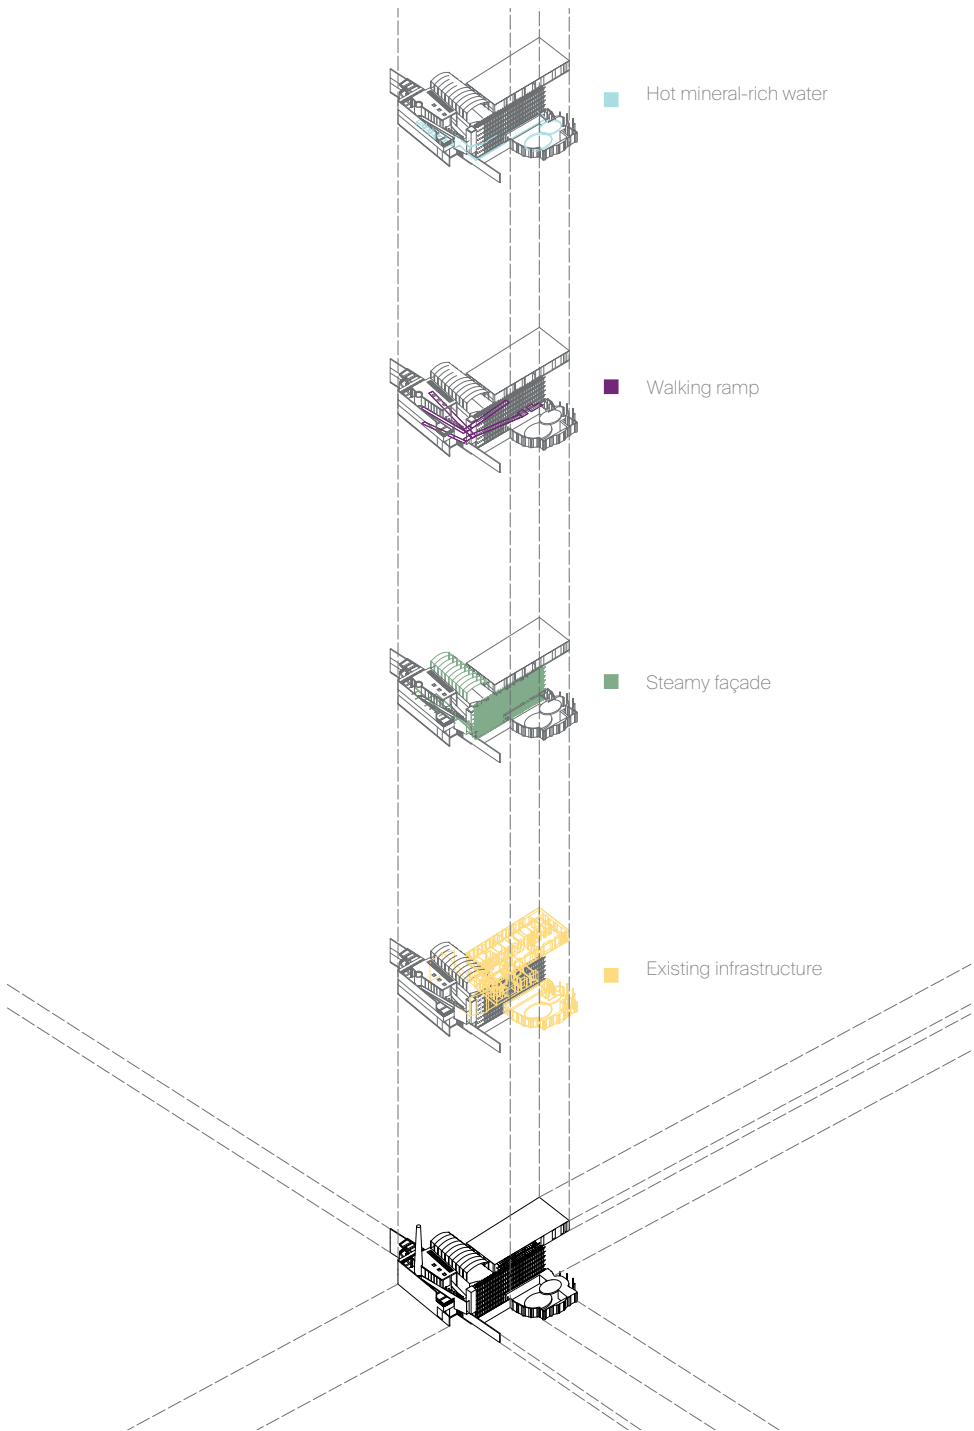 Hot mineral-rich water
Walking ramp
Steamy façade
Existing infrastructure